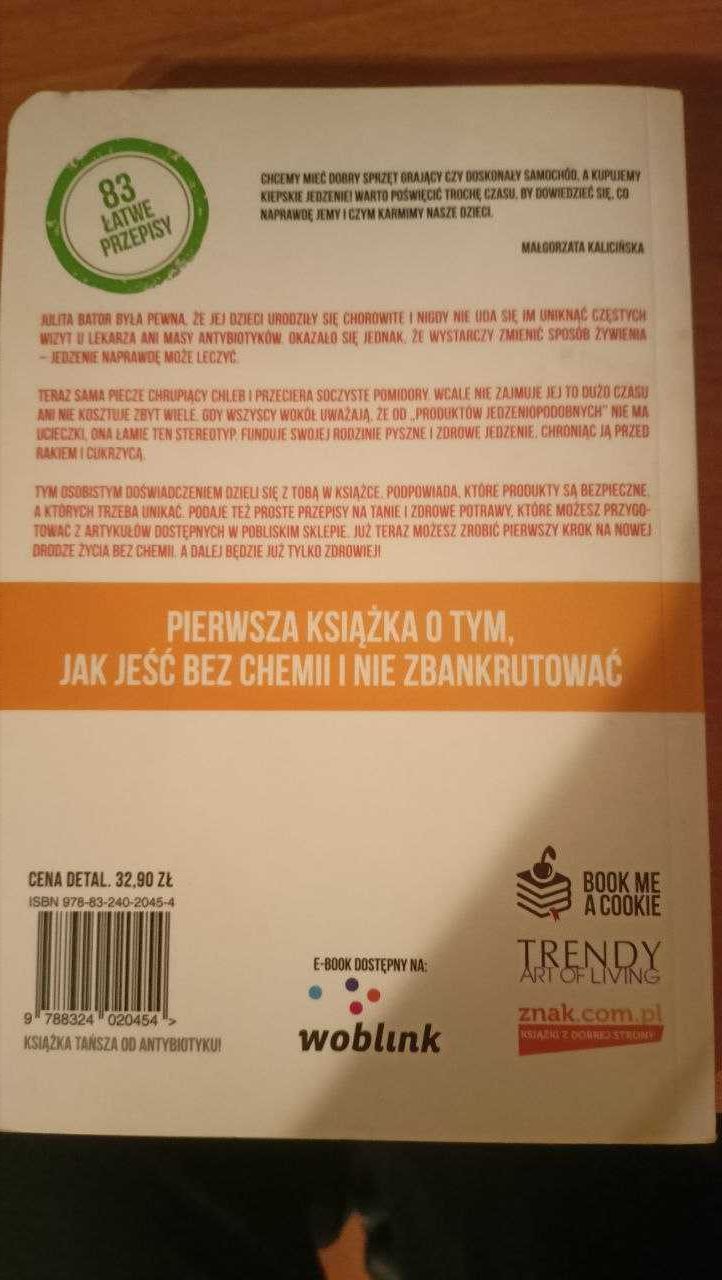 83
ŁATWE
PRZEPISY
CHCEMY MIEĆ DOBRY SPRZĘT GRAJĄCY CZY DOSKONAŁY SAMOCHÓD, A KUPUJEMY
KIEPSKIE JEDZENIE! WARTO POŚWIĘCIĆ TROCHĘ CZASU, BY DOWIEDZIEĆ SIĘ, CO
NAPRAWDĘ JEMY I CZYM KARMIMY NASZE DZIECI.
MAŁGORZATA KALICIŃSKA
JULITA BATOR BYŁA PEWNA, ŻE JEJ DZIECI URODZIŁY SIĘ CHOROWITE I NIGDY NIE UDA SIĘ IM UNIKNĄĆ CZĘSTYCH
WIZYT U LEKARZA ANI MASY ANTYBIOTYKÓW. OKAZAŁO SIĘ JEDNAK, ŻE WYSTARCZY ZMIENIĆ SPOSÓB ŻYWIENIA
– JEDZENIE NAPRAWDĘ MOŻE LECZYĆ.
TERAZ SAMA PIECZE CHRUPIĄCY CHLEB I PRZECIERA SOCZYSTE POMIDORY. WCALE NIE ZAJMUJE JEJ TO DUŻO CZASU
ANI NIE KOSZTUJE ZBYT WIELE. GDY WSZYSCY WOKÓŁ UWAŻAJĄ, ŻE OD „PRODUKTÓW JEDZENIOPODOBNYCH" NIE MA
UCIECZKI, ONA ŁAMIE TEN STEREOTYP. FUNDUJE SWOJEJ RODZINIE PYSZNE I ZDROWE JEDZENIE, CHRONIĄC JĄ PRZED
RAKIEM I CUKRZYCĄ.
TYM OSOBISTYM DOŚWIADCZENIEM DZIELI SIĘ Z TOBĄ W KSIĄŻCE. PODPOWIADA, KTÓRE PRODUKTY SĄ BEZPIECZNE,
A KTÓRYCH TRZEBA UNIKAĆ. PODAJE TEŻ PROSTE PRZEPISY NA TANIE I ZDROWE POTRAWY, KTÓRE MOŻESZ PRZYGO-
TOWAĆ Z ARTYKUŁÓW DOSTĘPNYCH W POBLISKIM SKLEPIE. JUŻ TERAZ MOŻESZ ZROBIĆ PIERWSZY KROK NA NOWEJ
DRODZE ŻYCIA BEZ CHEMII. A DALEJ BĘDZIE JUŻ TYLKO ZDROWIEJ!
PIERWSZA KSIĄŻKA O TYM,
JAK JEŚĆ BEZ CHEMII I NIE ZBANKRUTOWAĆ
CENA DETAL. 32,90 ZŁ
ISBN 978-83-240-2045-4
9 788324 020454 >
KSIĄŻKA TAŃSZA OD ANTYBIOTYKU!
E-BOOK DOSTĘPNY NA:
woblink
BOOK ME
A COOKIE
TRENDY
ART OF LIVING
znak.com.pl
KSIĄŻKI Z DOBREJ STRONY